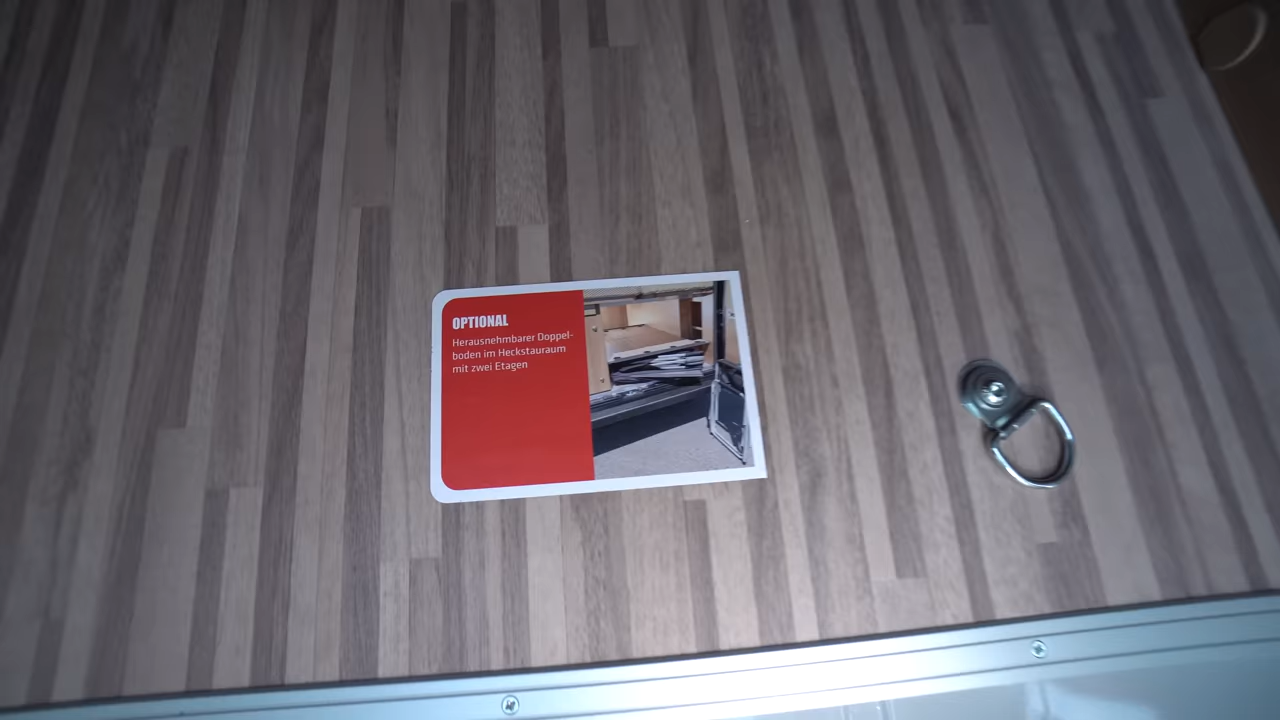 OPTIONAL
Herausnehmbarer Doppel-
boden im Heckstauraum
mit zwei Etagen